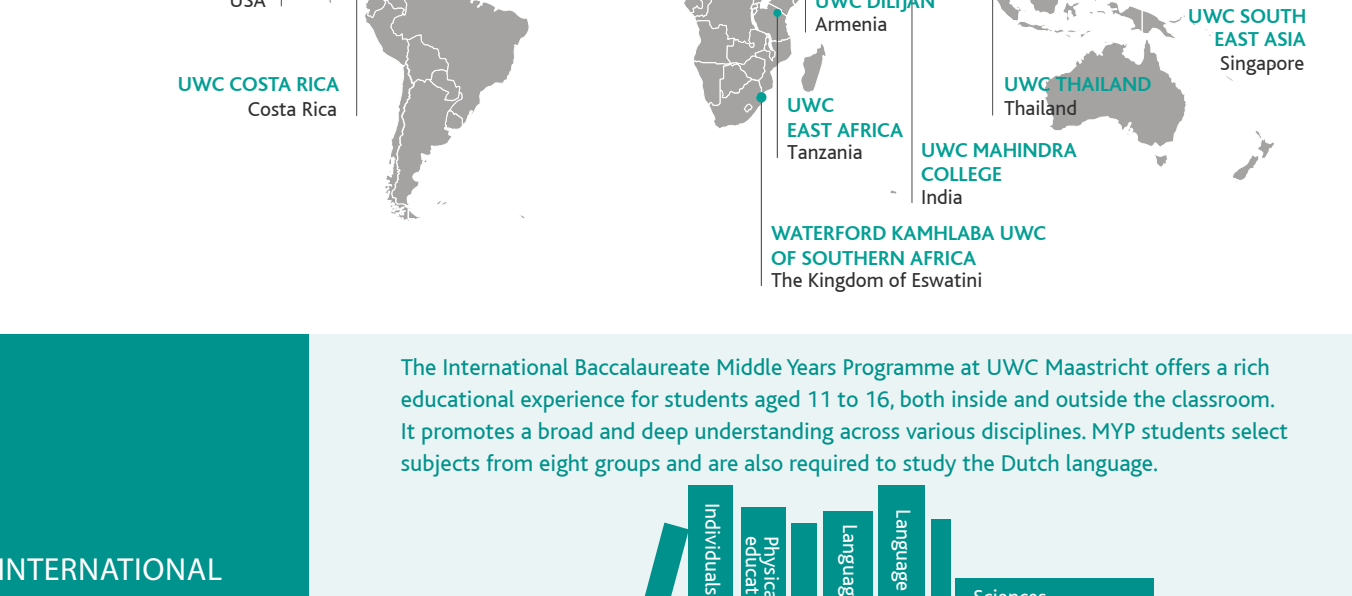 USA
UWC DILIJAN
Armenia
UWC SOUTH
EAST ASIA
Singapore
UWC COSTA RICA
Costa Rica
UWC THAILAND
Thailand
UWC
EAST AFRICA
Tanzania
UWC MAHINDRA
COLLEGE
India
WATERFORD KAMHLABA UWC
OF SOUTHERN AFRICA
The Kingdom of Eswatini
The International Baccalaureate Middle Years Programme at UWC Maastricht offers a rich
educational experience for students aged 11 to 16, both inside and outside the classroom.
It promotes a broad and deep understanding across various disciplines. MYP students select
subjects from eight groups and are also required to study the Dutch language.
INTERNATIONAL
Individuals
Physica
educat
Languag
Language
Sciences